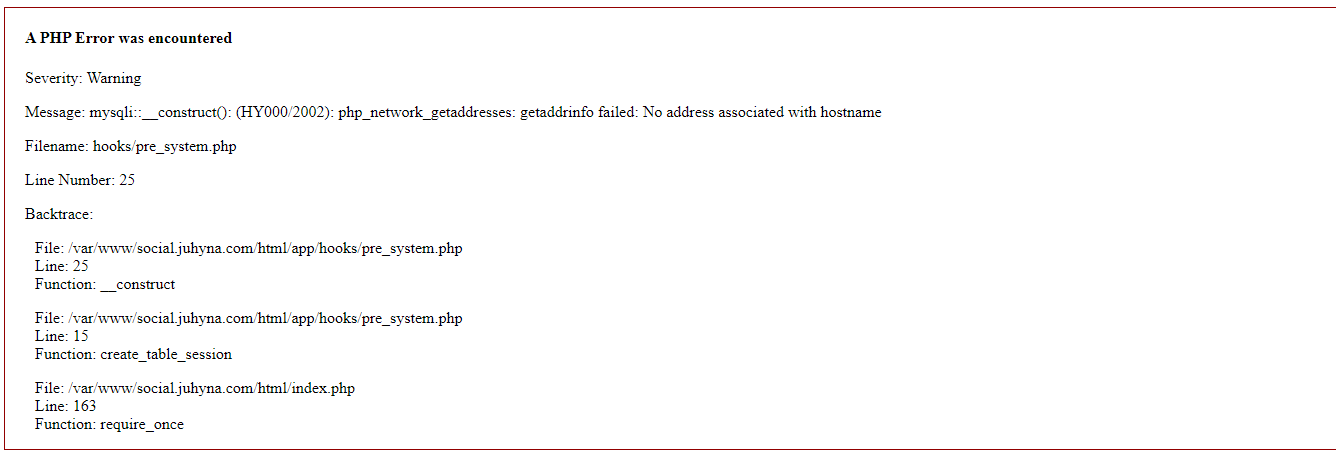 A PHP Error was encountered
Severity: Warning
Message: mysqli::__construct(): (HY000/2002): php_network_getaddresses: getaddrinfo failed: No address associated with hostname
Filename: hooks/pre_system.php
Line Number: 25
Backtrace:
File: /var/www/social.juhyna.com/html/app/hooks/pre_system.php
Line: 25
Function: __construct
File: /var/www/social.juhyna.com/html/app/hooks/pre_system.php
Line: 15
Function: create_table_session
File: /var/www/social.juhyna.com/html/index.php
Line: 163
Function: require_once